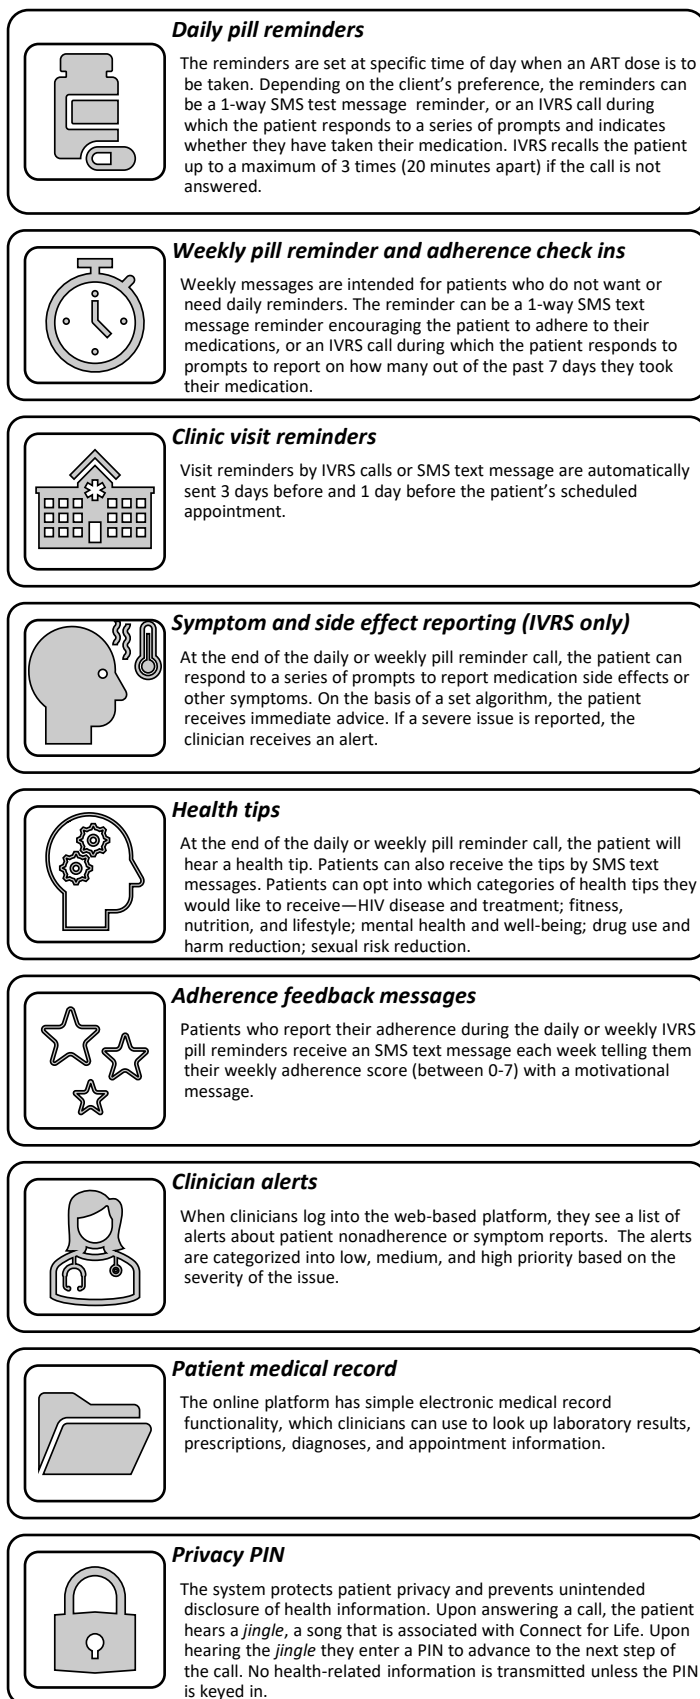 Daily pill reminders
The reminders are set at specific time of day when an ART dose is to
be taken. Depending on the client’s preference, the reminders can
be a 1-way SMS test message reminder, or an IVRS call during
which the patient responds to a series of prompts and indicates
whether they have taken their medication. IVRS recalls the patient
up to a maximum of 3 times (20 minutes apart) if the call is not
answered.
Weekly pill reminder and adherence check ins
Weekly messages are intended for patients who do not want or
need daily reminders. The reminder can be a 1-way SMS text
message reminder encouraging the patient to adhere to their
medications, or an IVRS call during which the patient responds to
prompts to report on how many out of the past 7 days they took
their medication.
Clinic visit reminders
Visit reminders by IVRS calls or SMS text message are automatically
sent 3 days before and 1 day before the patient’s scheduled
appointment.
Symptom and side effect reporting (IVRS only)
At the end of the daily or weekly pill reminder call, the patient can
respond to a series of prompts to report medication side effects or
other symptoms. On the basis of a set algorithm, the patient
receives immediate advice. If a severe issue is reported, the
clinician receives an alert.
Health tips
At the end of the daily or weekly pill reminder call, the patient will
hear a health tip. Patients can also receive the tips by SMS text
messages. Patients can opt into which categories of health tips they
would like to receive—HIV disease and treatment; fitness,
nutrition, and lifestyle; mental health and well-being; drug use and
harm reduction; sexual risk reduction.
Adherence feedback messages
Patients who report their adherence during the daily or weekly IVRS
pill reminders receive an SMS text message each week telling them
their weekly adherence score (between 0-7) with a motivational
message.
Clinician alerts
When clinicians log into the web-based platform, they see a list of
alerts about patient nonadherence or symptom reports. The alerts
are categorized into low, medium, and high priority based on the
severity of the issue.
Patient medical record
The online platform has simple electronic medical record
functionality, which clinicians can use to look up laboratory results,
prescriptions, diagnoses, and appointment information.
Privacy PIN
The system protects patient privacy and prevents unintended
disclosure of health information. Upon answering a call, the patient
hears a jingle, a song that is associated with Connect for Life. Upon
hearing the jingle they enter a PIN to advance to the next step of
the call. No health-related information is transmitted unless the PIN
is keyed in.